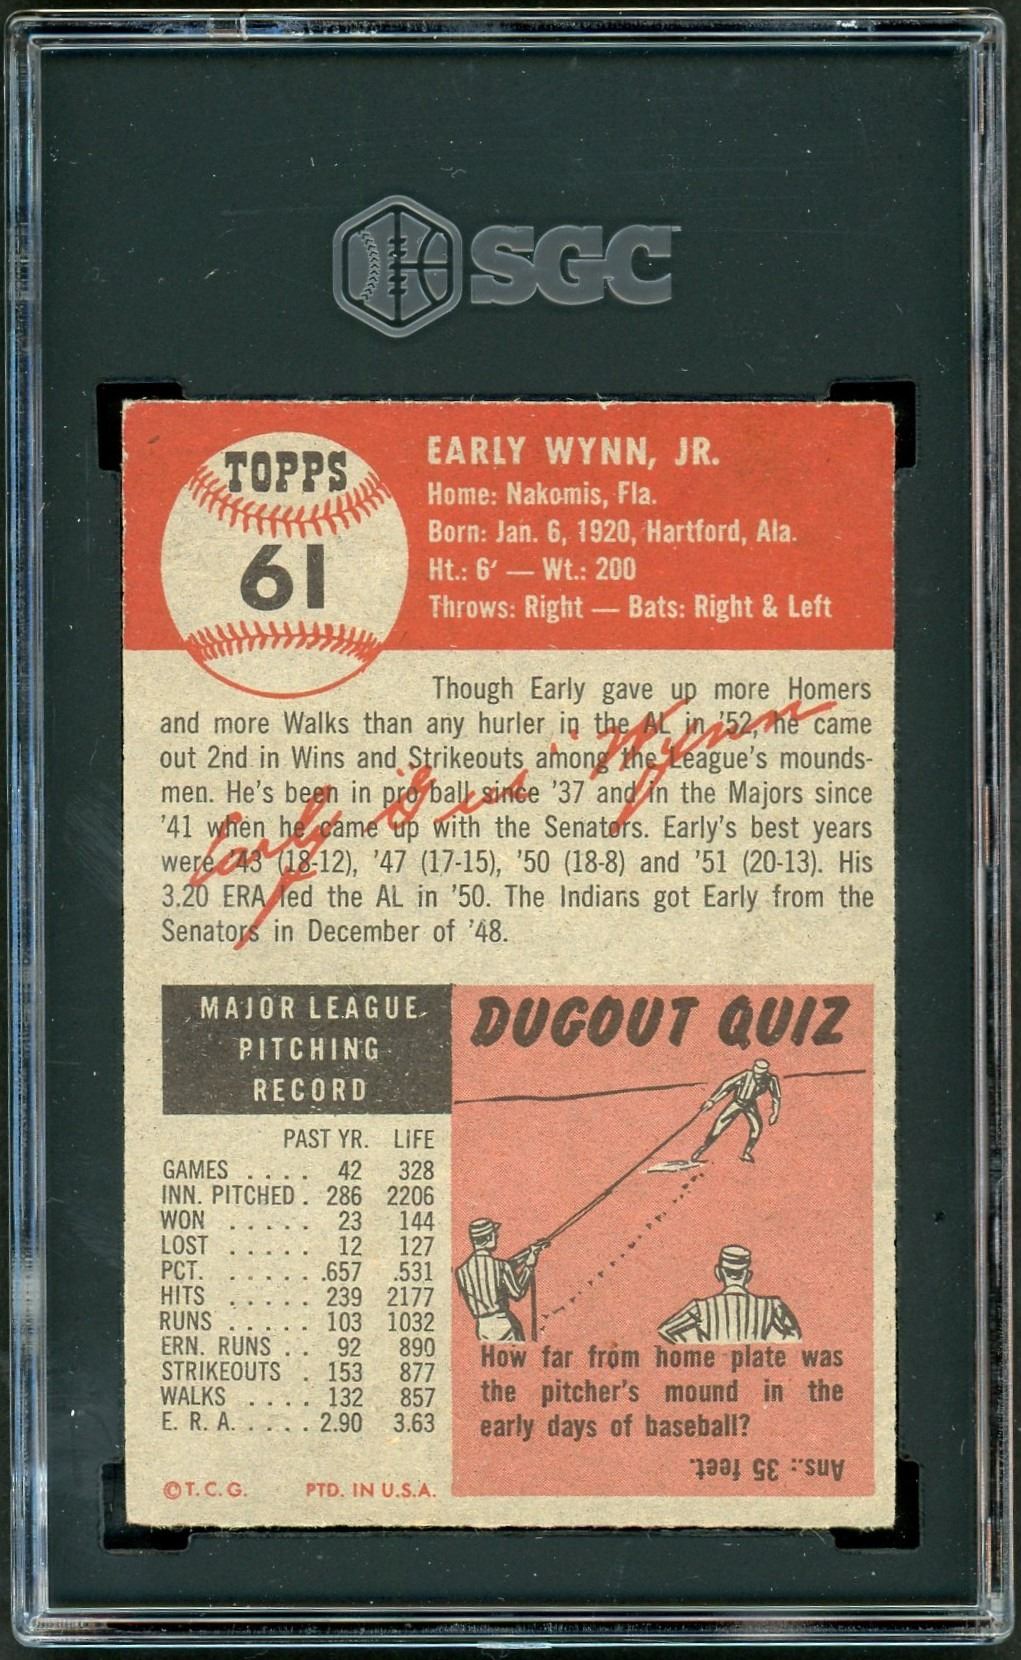 SGC
TOPPS
61
EARLY WYNN, JR.
Home: Nakomis, Fla.
Born: Jan. 6, 1920, Hartford, Ala.
Ht.: 6' — Wt.: 200
Throws: Right — Bats: Right & Left
Though Early gave up more Homers
and more Walks than any hurler in the AL in '52, he came
out 2nd in Wins and Strikeouts among the League's mounds-
men. He's been in pro ball since '37 and in the Majors since
'41 when he came up with the Senators. Early's best years
were '43 (18-12), '47 (17-15), '50 (18-8) and '51 (20-13). His
3.20 ERA led the AL in '50. The Indians got Early from the
Senators in December of '48.
Early "Gus" Wynn
MAJOR LEAGUE
PITCHING
RECORD
PAST YR. LIFE
GAMES . . . . 42 328
INN. PITCHED . 286 2206
WON . . . . . 23 144
LOST . . . . . 12 127
PCT. . . . . . .657 .531
HITS . . . . . 239 2177
RUNS . . . . . 103 1032
ERN. RUNS . . 92 890
STRIKEOUTS . 153 877
WALKS . . . . 132 857
E. R. A. . . . . 2.90 3.63
©T.C.G. PTD. IN U.S.A.
DUGOUT QUIZ
How far from home plate was
the pitcher's mound in the
early days of baseball?
Ans.: 35 feet.